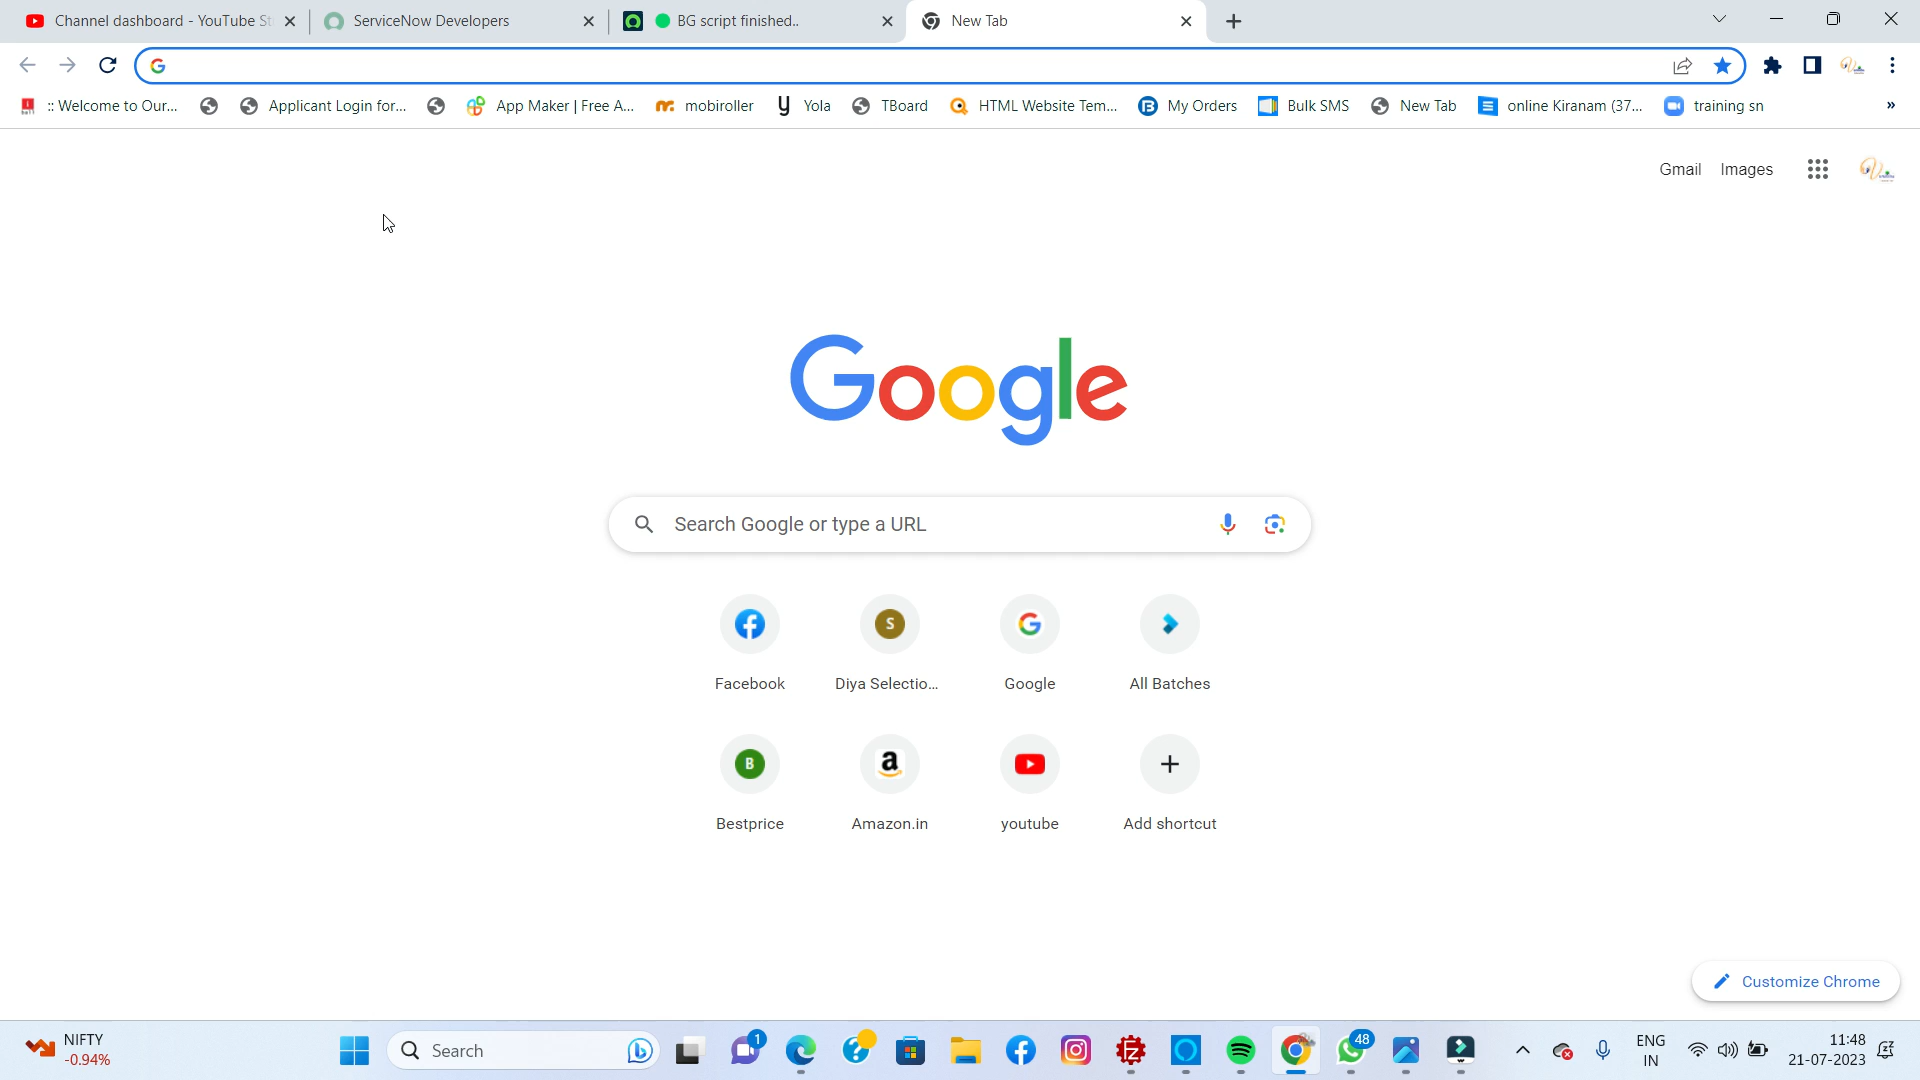 Channel dashboard - YouTube St
ServiceNow Developers
BG script finished..
New Tab
:: Welcome to Our...
Applicant Login for...
App Maker | Free A...
mobiroller
Yola
TBoard
HTML Website Tem...
My Orders
Bulk SMS
New Tab
online Kiranam (37...
training sn
»
Gmail
Images
Google
Search Google or type a URL
Facebook
S
Diya Selectio...
Google
All Batches
B
Bestprice
Amazon.in
youtube
Add shortcut
Customize Chrome
NIFTY
-0.94%
Search
1
48
ENG
IN
11:48
21-07-2023